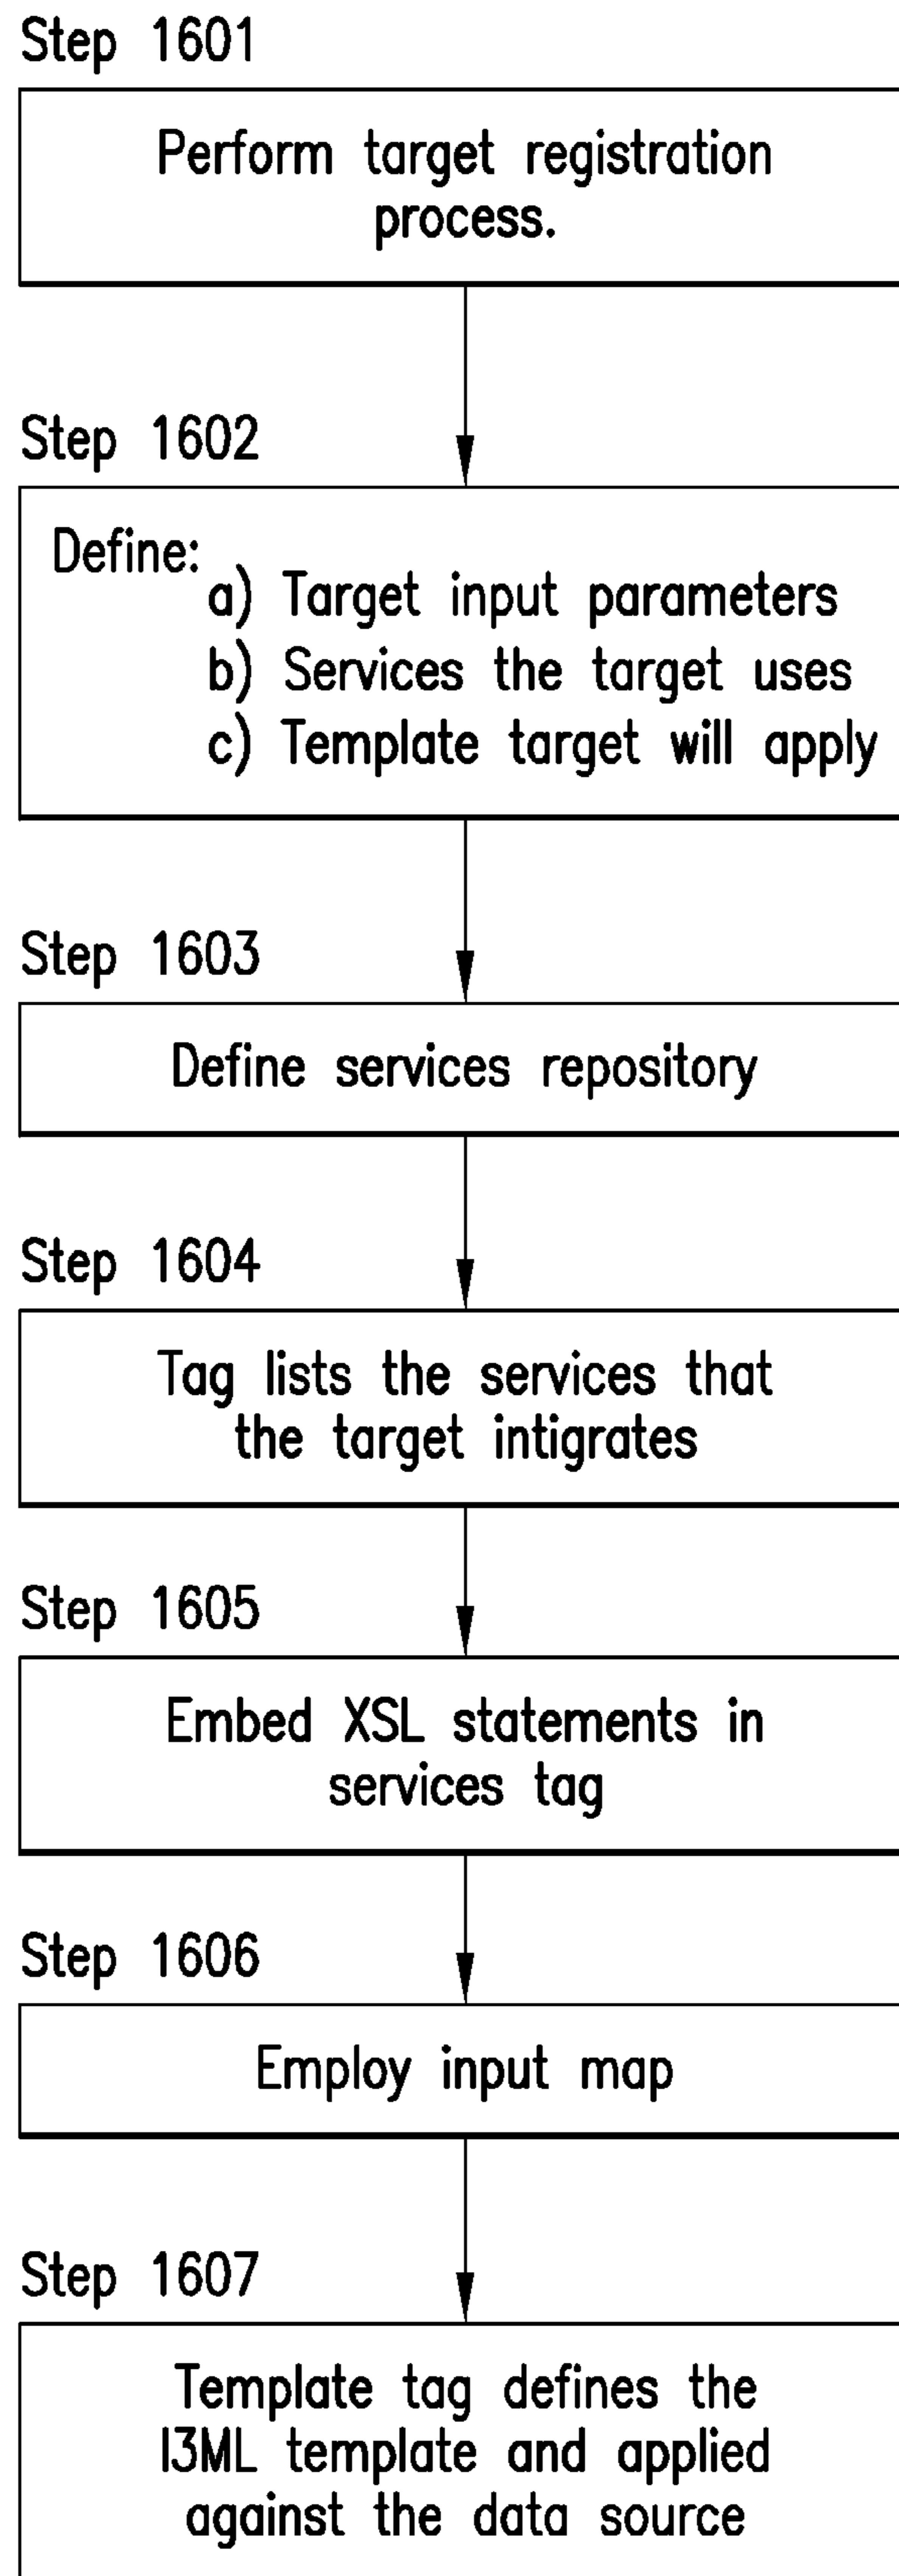 Step 1601
Perform target registration
process.
Step 1602
Define:
a) Target input parameters
b) Services the target uses
c) Template target will apply
Step 1603
Define services repository
Step 1604
Tag lists the services that
the target intigrates
Step 1605
Embed XSL statements in
services tag
Step 1606
Employ input map
Step 1607
Template tag defines the
I3ML template and applied
against the data source